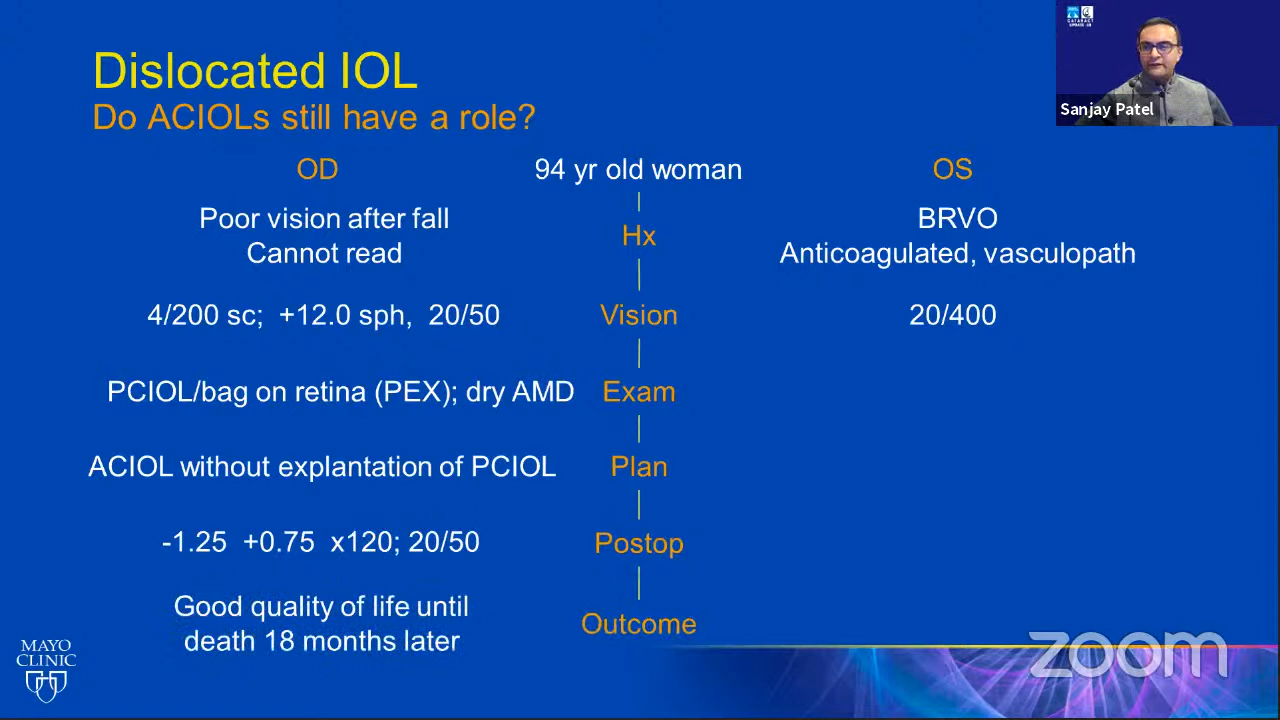 Dislocated IOL
Do ACIOLs still have a role?
CATARACT
Sanjay Patel
OD
94 yr old woman
OS
Poor vision after fall
Cannot read
Hx
BRVO
Anticoagulated, vasculopath
4/200 sc; +12.0 sph, 20/50
Vision
20/400
PCIOL/bag on retina (PEX); dry AMD
Exam
ACIOL without explantation of PCIOL
Plan
-1.25 +0.75 x120; 20/50
Postop
Good quality of life until
death 18 months later
Outcome
MAYO
CLINIC
zoom